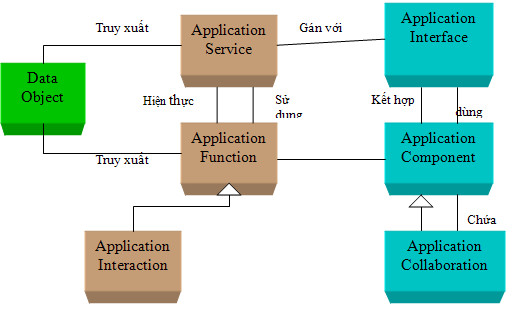 Truy xuất
Application
Service
Gán với
Application
Interface
Data
Object
Hiện thực
Sử
dụng
Kết hợp
dùng
Truy xuất
Application
Function
Application
Component
Application
Interaction
Chứa
Application
Collaboration